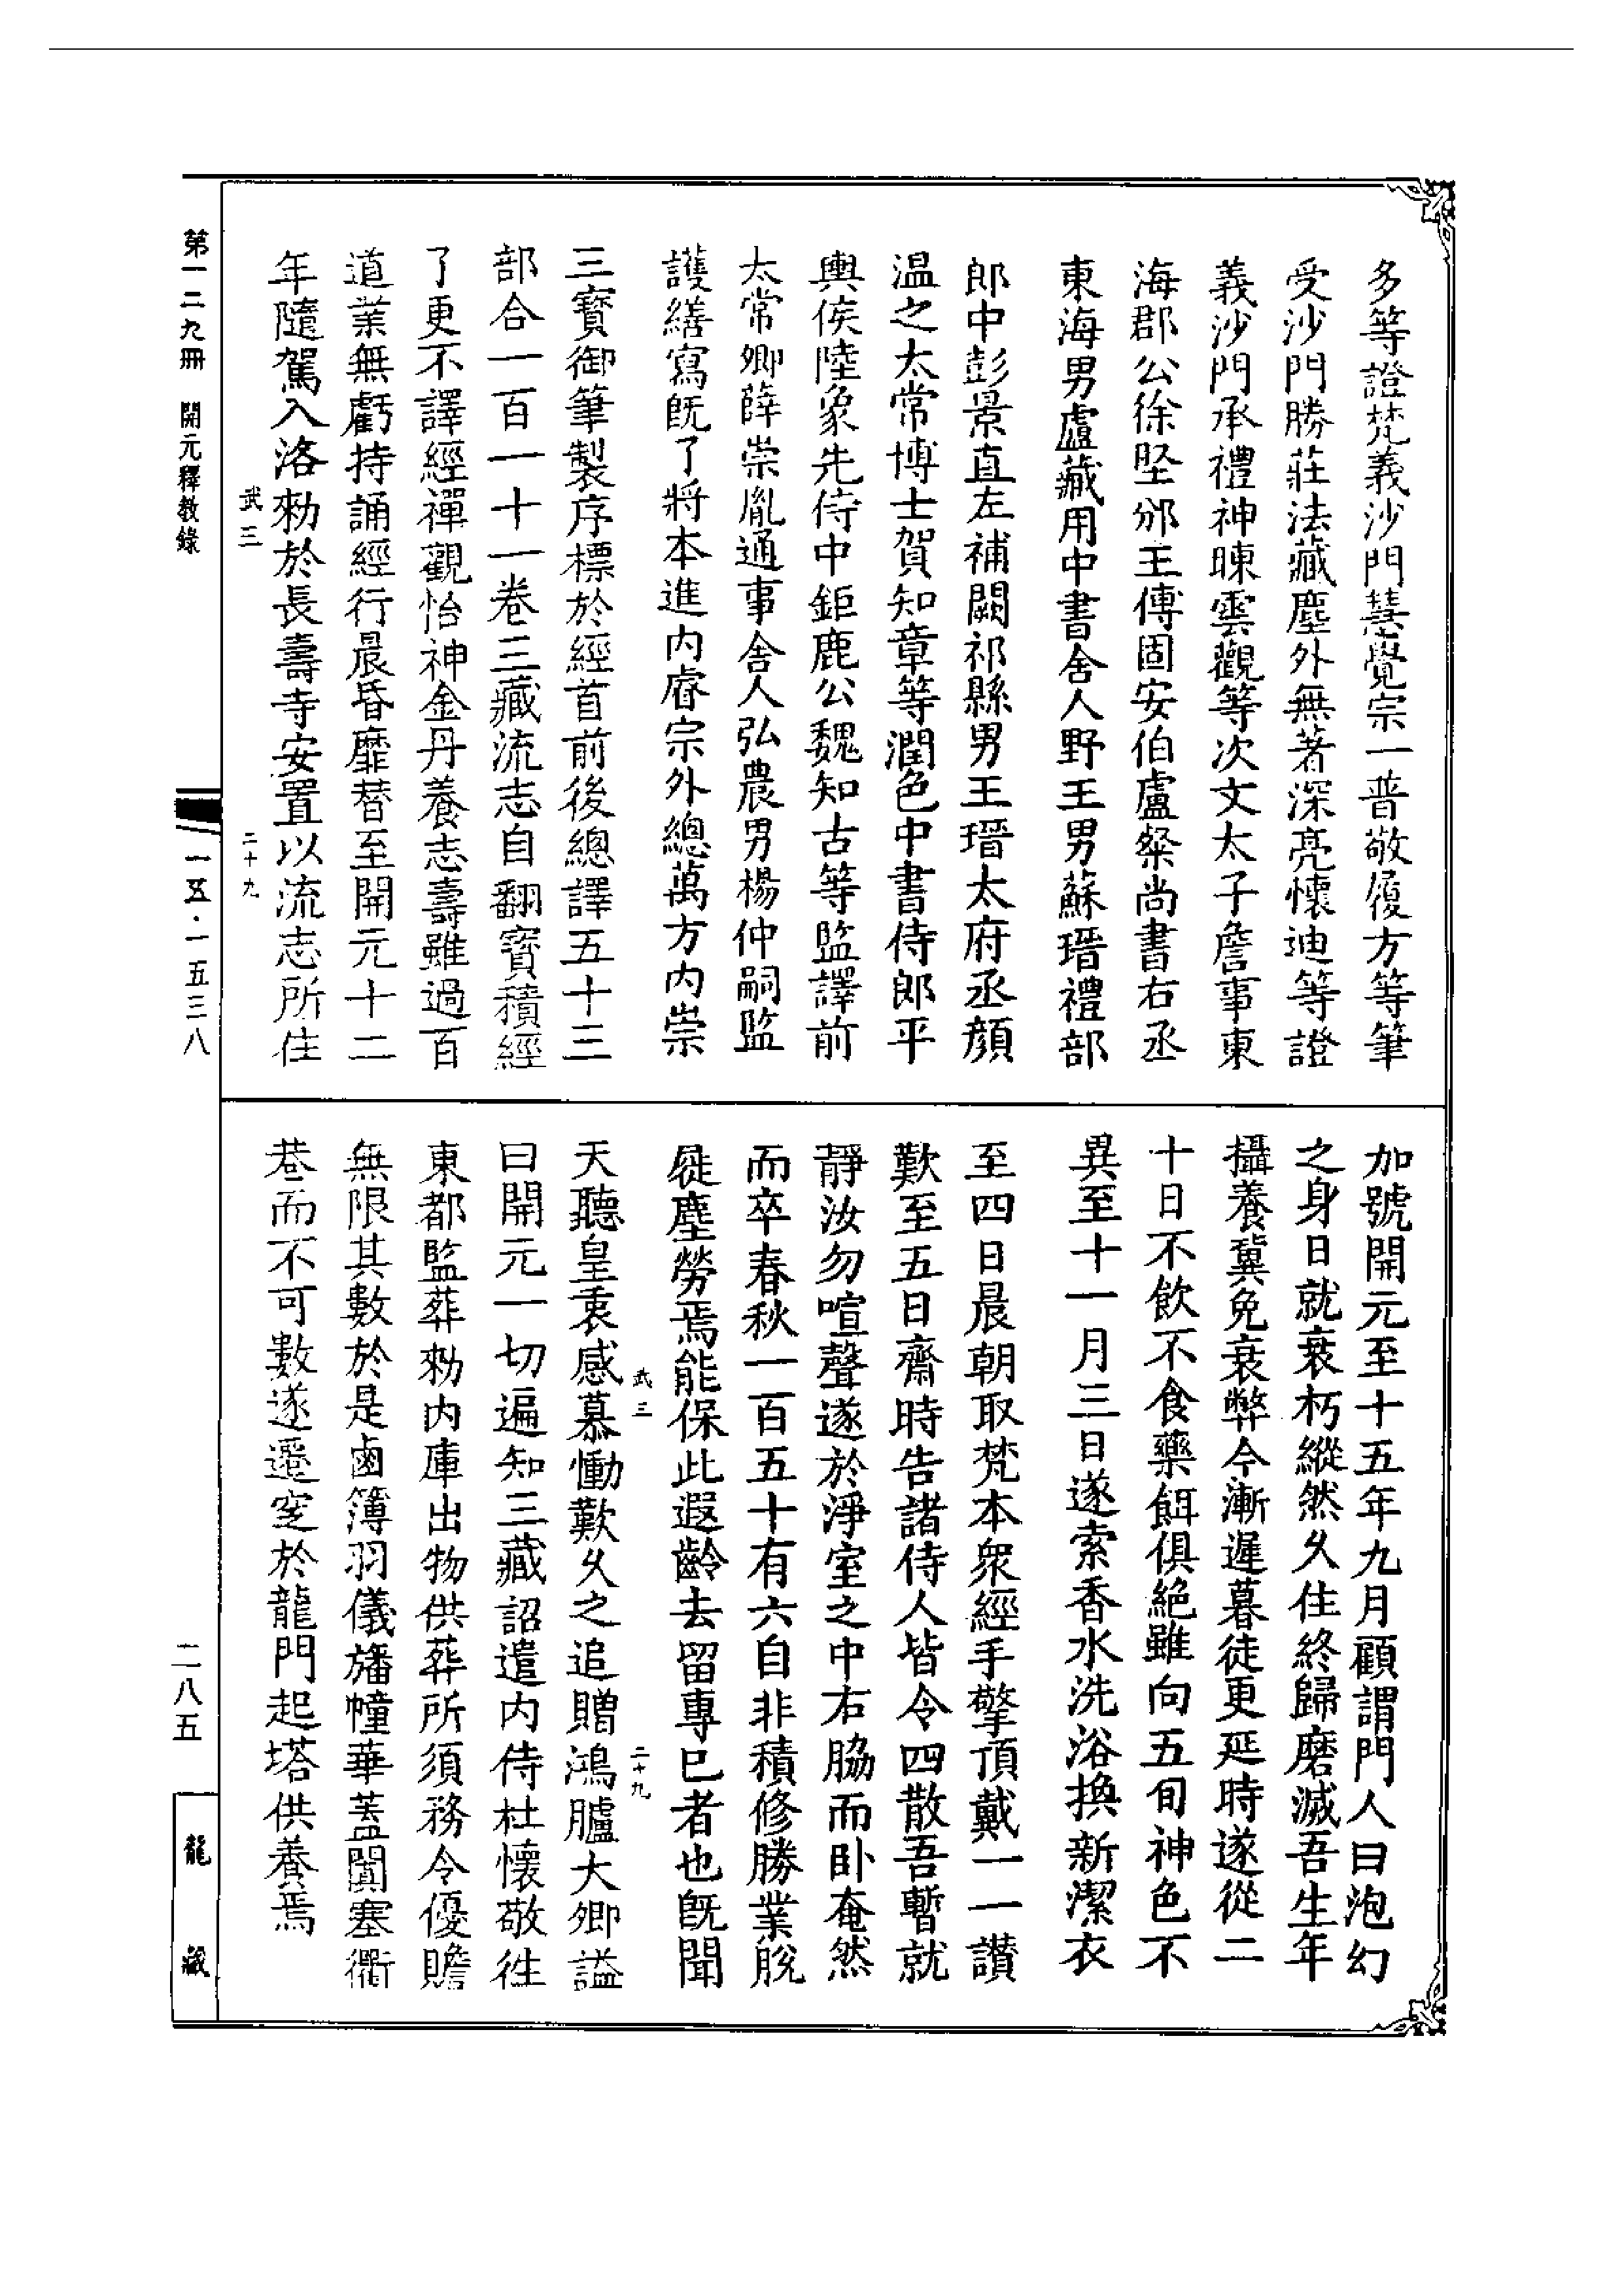 多等證梵義沙門慧覺宗一普敬履方等筆
受沙門勝莊法藏塵外無著深亮懷迪等證
義沙門承禮神暕雲觀等次文太子詹事東
海郡公徐堅邠王傅固安伯盧粲尚書右丞
東海男盧藏用中書舍人野王男蘇瑨禮部
郎中彭景直左補闕祁縣男王瑨太府丞顏
温之太常博士賀知章等潤色中書侍郎平
輿侯陸象先侍中鉅鹿公魏知古等監譯前
太常卿薛崇胤通事舍人弘農男楊仲嗣監
護繕寫旣了將本進内睿宗外總萬方内崇
三寶御筆製序標於經首前後總譯五十三
部合一百一十一卷三藏流志自翻寶積經
了更不譯經禪觀怡神金丹養志壽雖過百
道業無虧持誦經行晨昏靡替至開元十二
年隨駕入洛勑於長壽寺安置以流志所住
武三
二十九
加號開元至十五年九月顧謂門人曰泡幻
之身日就衰朽縱然久住終歸磨滅吾生年
攝養冀免衰弊今漸遲暮徒更延時遂從二
十日不飲不食藥餌俱絕雖向五旬神色不
異至十一月三日遂索香水洗浴換新潔衣
至四日晨朝取梵本衆經手擎頂戴一一讚
歎至五日齋時告諸侍人皆令四散吾暫就
靜汝勿喧聲遂於淨室之中右脇而卧奄然
而卒春秋一百五十有六自非積修勝業脫
屣塵勞焉能保此遐齡去留專已者也旣聞
武三
二十九
天聽皇衷感慕慟歎久之追贈鴻臚大卿諡
曰開元一切遍知三藏詔遣内侍杜懷敬往
東都監葬勑内庫出物供葬所須務令優贍
無限其數於是鹵簿羽儀旛幢華蓋闐塞衢
巷而不可數遂遷窆於龍門起塔供養焉
第一二九冊 開元釋教錄
一五·一五三八
二八五
龍藏